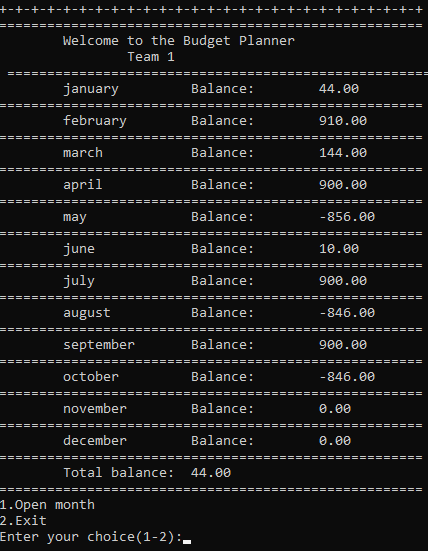 +-+-+-+-+-+-+-+-+-+-+-+-+-+-+-+-+-+-+-+-+-+-+-+-+-+-+
=====================================================
Welcome to the Budget Planner
Team 1
=====================================================
january Balance: 44.00
=====================================================
february Balance: 910.00
=====================================================
march Balance: 144.00
=====================================================
april Balance: 900.00
=====================================================
may Balance: -856.00
=====================================================
june Balance: 10.00
=====================================================
july Balance: 900.00
=====================================================
august Balance: -846.00
=====================================================
september Balance: 900.00
=====================================================
october Balance: -846.00
=====================================================
november Balance: 0.00
=====================================================
december Balance: 0.00
=====================================================
Total balance: 44.00
=====================================================
1.Open month
2.Exit
Enter your choice(1-2):